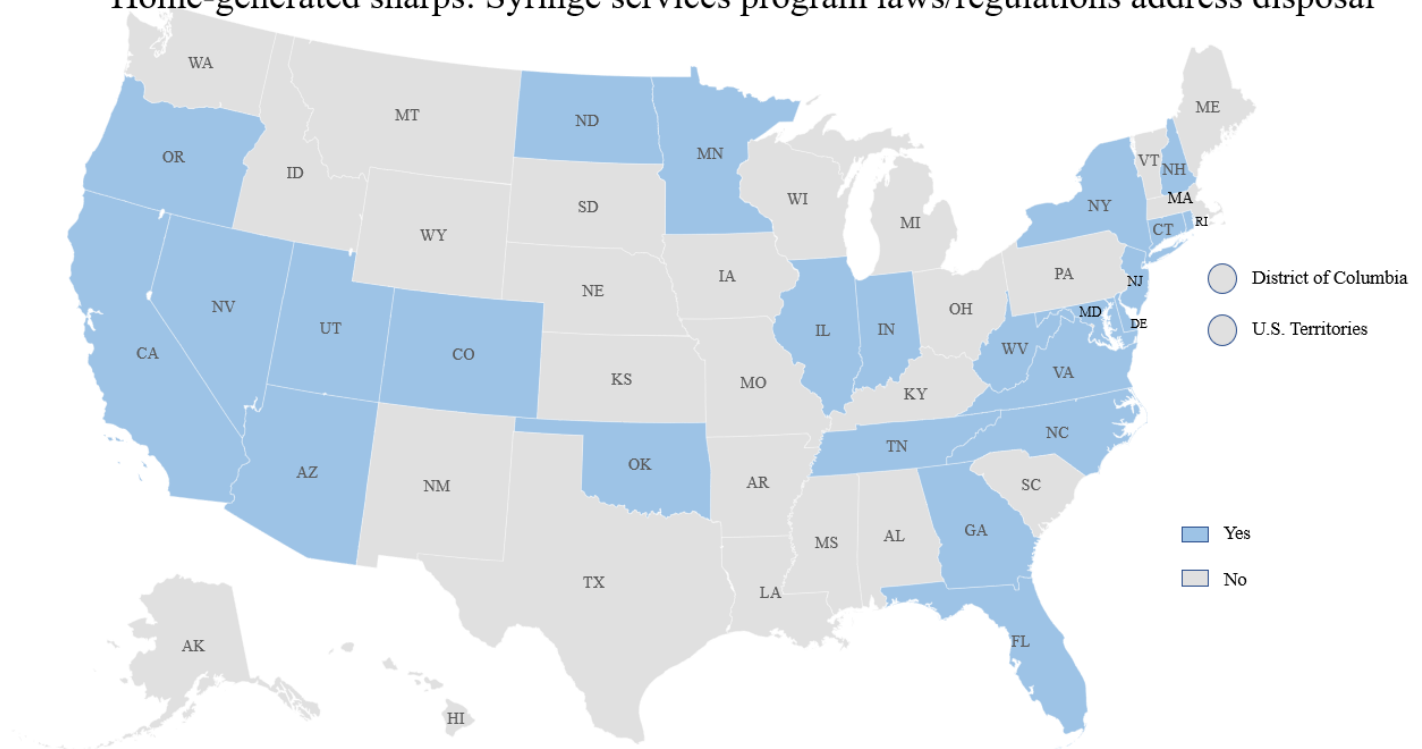 Home-generated sharps: Syringe services program laws/regulations address disposal
WA
MT
ND
MN
OR
ID
WY
SD
WI
MI
ME
VT
NH
NY
MA
CT
RI
NV
UT
CO
NE
IA
PA
NJ
CA
IL
IN
OH
MD
DE
WV
VA
KS
MO
KY
AZ
NM
OK
AR
TN
NC
SC
TX
LA
MS
AL
GA
FL
AK
HI
District of Columbia
U.S. Territories
Yes
No